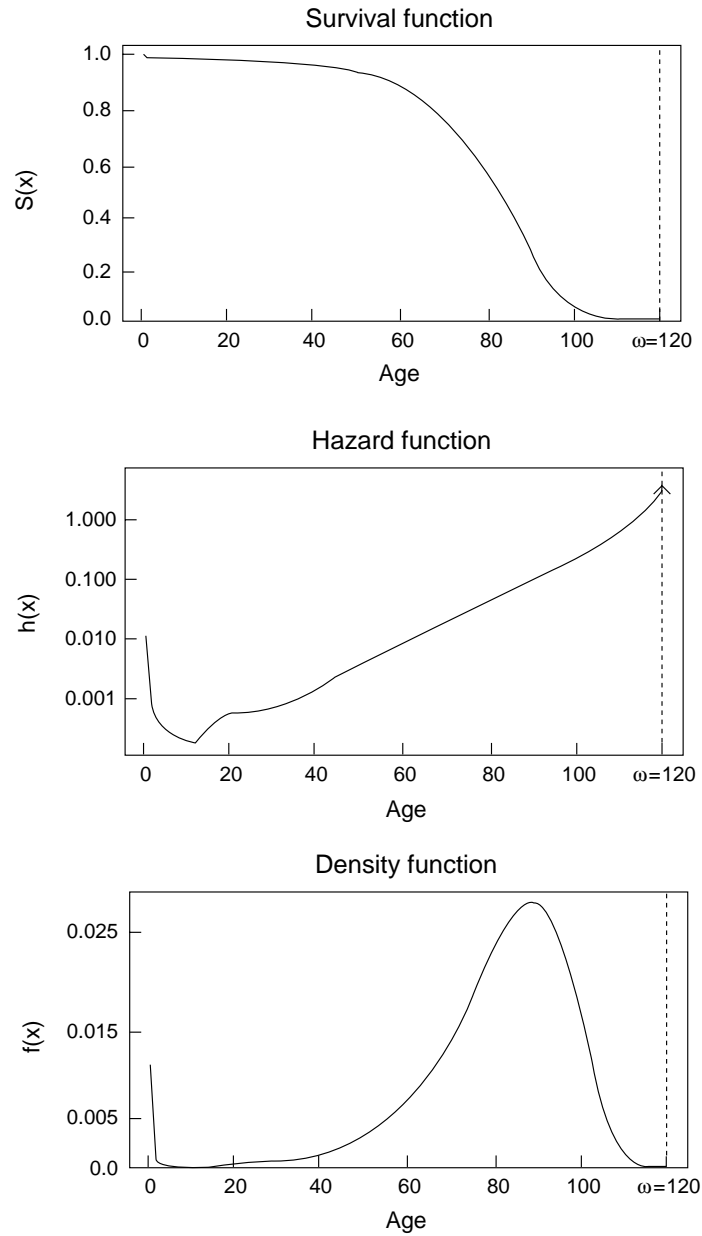 Survival function
1.0
0.8
0.6
0.4
0.2
0.0
S(x)
0 20 40 60 80 100 ω=120
Age
Hazard function
1.000
0.100
0.010
0.001
h(x)
0 20 40 60 80 100 ω=120
Age
Density function
0.025
0.015
0.005
0.0
f(x)
0 20 40 60 80 100 ω=120
Age